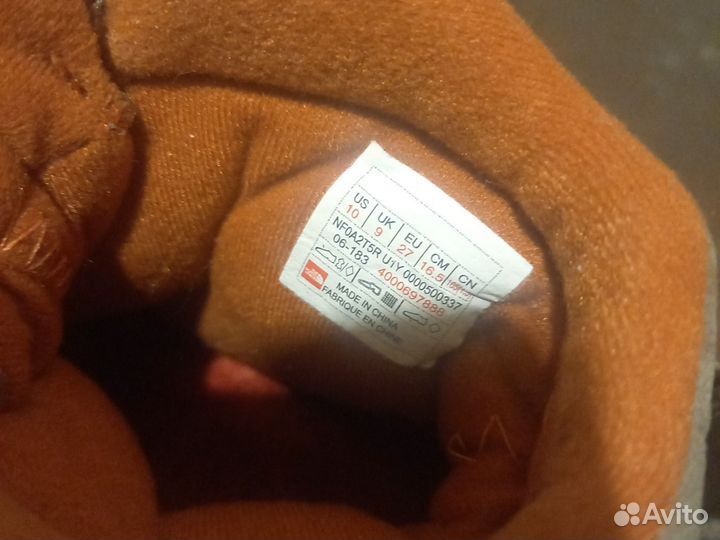 US UK EU CM CN
10 9 27 16.5
NF0A2T5R U1Y 0000500337
06-183 4000697888
MADE IN CHINA
FABRIQUE EN CHINE
Avito